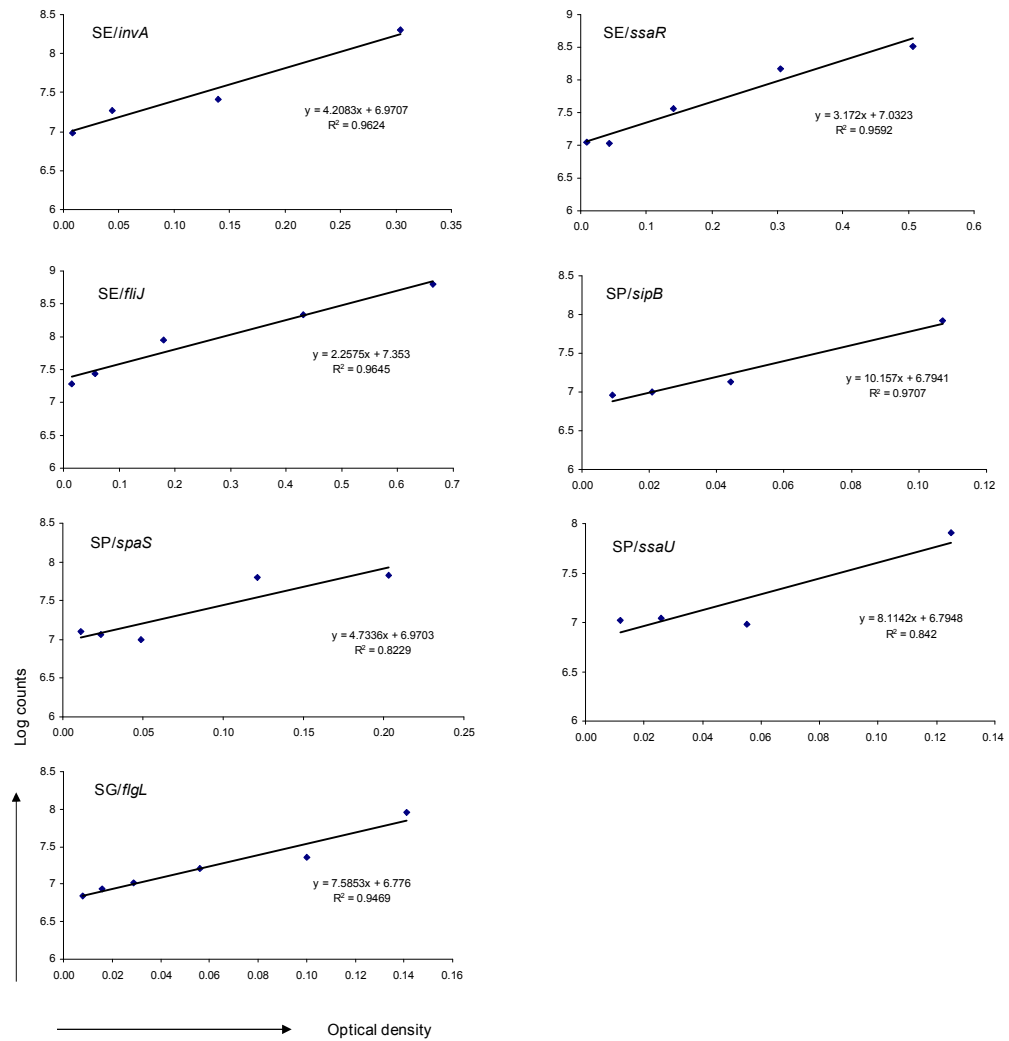 SE/invA
8.5
8
7.5
7
6.5
6
y = 4.2083x + 6.9707
R² = 0.9624
0.00 0.05 0.10 0.15 0.20 0.25 0.30 0.35
SE/ssaR
9
8.5
8
7.5
7
6.5
6
y = 3.172x + 7.0323
R² = 0.9592
0 0.1 0.2 0.3 0.4 0.5 0.6
SE/fliJ
9
8.5
8
7.5
7
6.5
6
y = 2.2575x + 7.353
R² = 0.9645
0.0 0.1 0.2 0.3 0.4 0.5 0.6 0.7
SP/sipB
8.5
8
7.5
7
6.5
6
y = 10.157x + 6.7941
R² = 0.9707
0.00 0.02 0.04 0.06 0.08 0.10 0.12
SP/spaS
8.5
8
7.5
7
6.5
6
y = 4.7336x + 6.9703
R² = 0.8229
0.00 0.05 0.10 0.15 0.20 0.25
SP/ssaU
8
7.5
7
6.5
6
y = 8.1142x + 6.7948
R² = 0.842
0.00 0.02 0.04 0.06 0.08 0.10 0.12 0.14
SG/flgL
8.5
8
7.5
7
6.5
6
y = 7.5853x + 6.776
R² = 0.9469
0.00 0.02 0.04 0.06 0.08 0.10 0.12 0.14 0.16
Log counts
Optical density